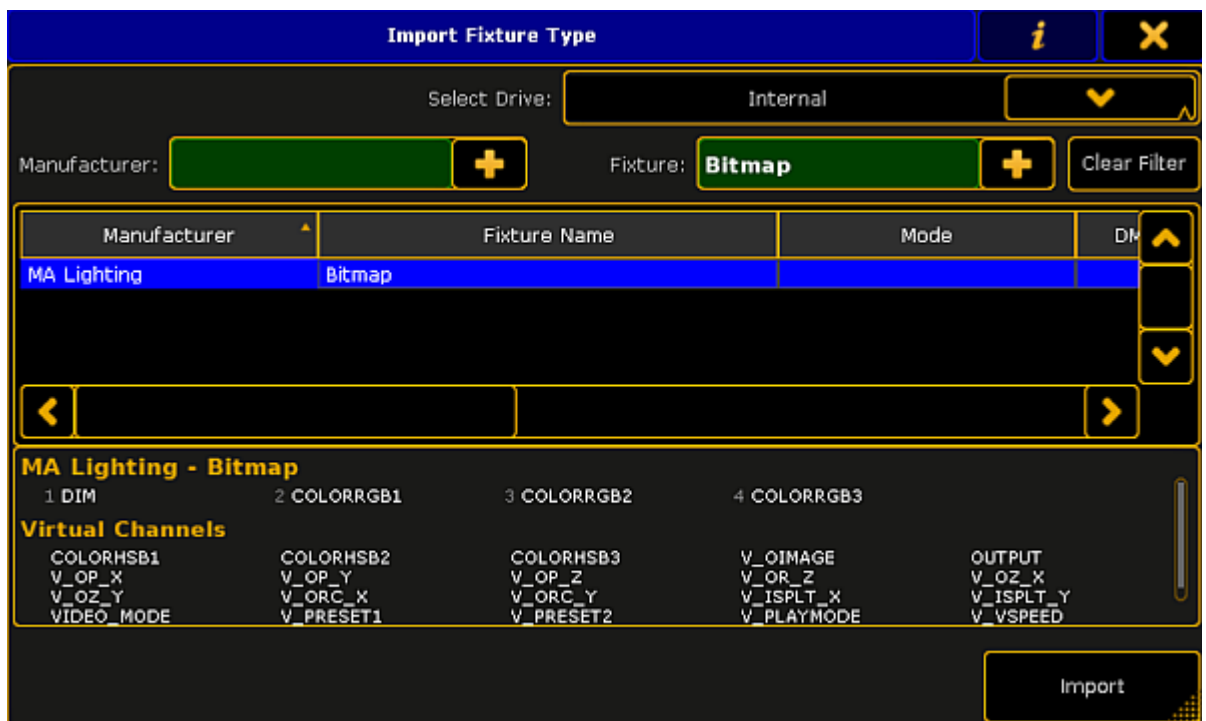 Import Fixture Type i
Select Drive: Internal
Manufacturer: Fixture: Bitmap Clear Filter
Manufacturer Fixture Name Mode DM
MA Lighting Bitmap
MA Lighting - Bitmap
1 DIM 2 COLORRGB1 3 COLORRGB2 4 COLORRGB3
Virtual Channels
COLORHSB1 COLORHSB2 COLORHSB3 V_OIMAGE OUTPUT
V_OP_X V_OP_Y V_OP_Z V_OR_Z V_OZ_X
V_OZ_Y V_ORC_X V_ORC_Y V_ISPLT_X V_ISPLT_Y
VIDEO_MODE V_PRESET1 V_PRESET2 V_PLAYMODE V_VSPEED
Import